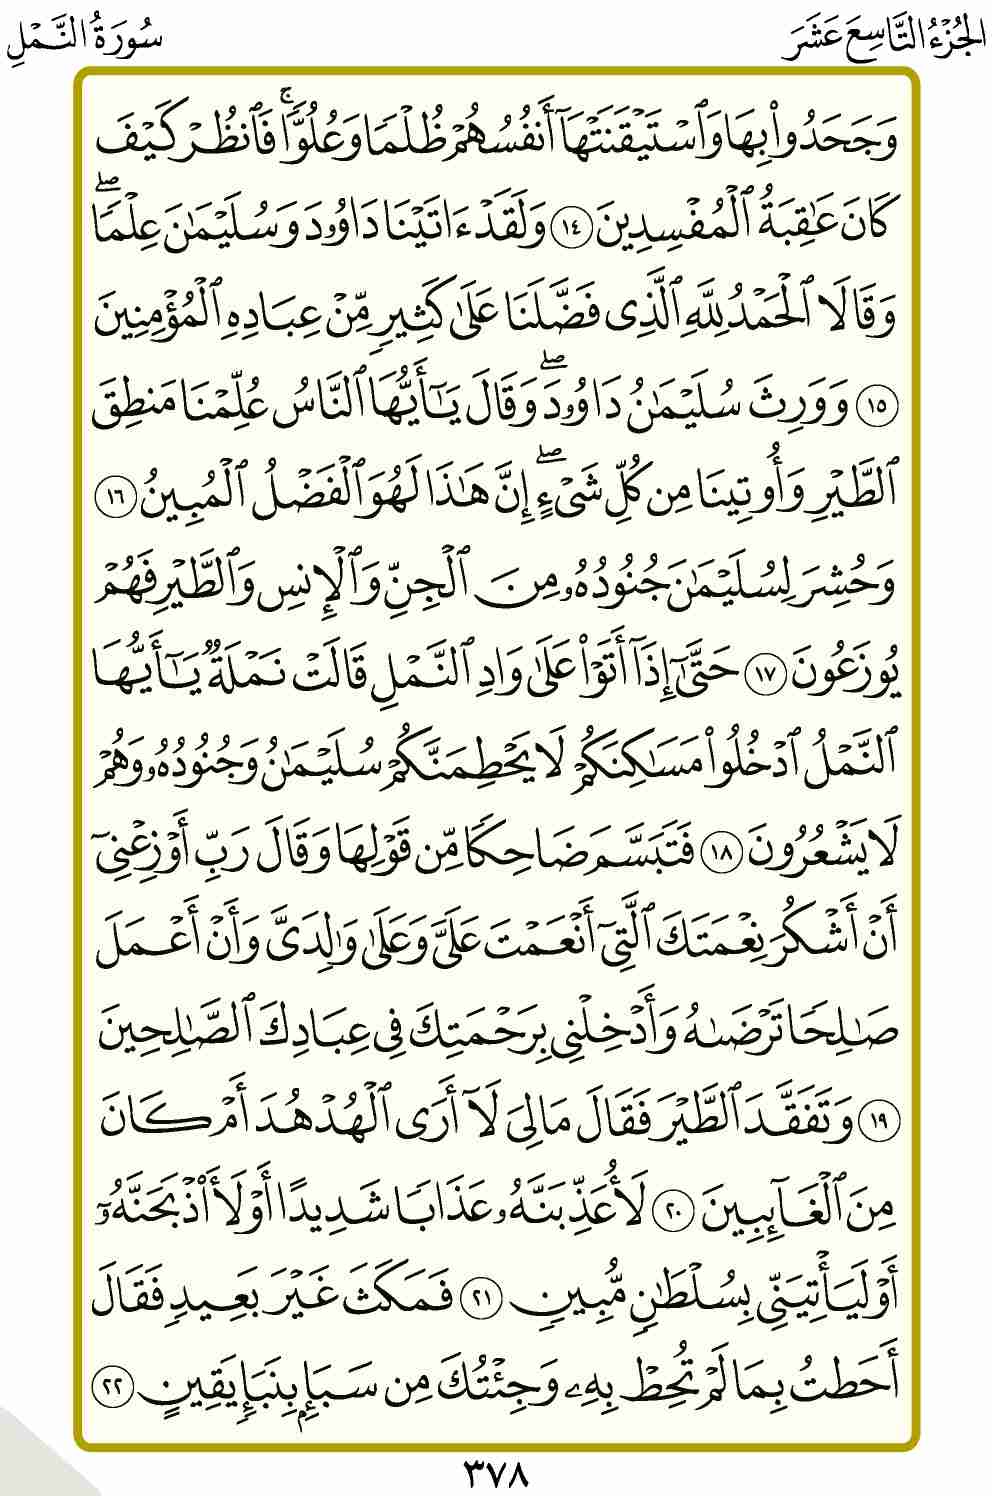 الجُزْءُ التَّاسِعَ عَشَرَ
سُورَةُ النَّمْلِ
وَجَحَدُوا۟ بِهَا وَٱسْتَيْقَنَتْهَآ أَنفُسُهُمْ ظُلْمًا وَعُلُوًّا ۚ فَٱنظُرْ كَيْفَ
كَانَ عَٰقِبَةُ ٱلْمُفْسِدِينَ ١٤ وَلَقَدْ ءَاتَيْنَا دَاوُۥدَ وَسُلَيْمَٰنَ عِلْمًا ۖ
وَقَالَا ٱلْحَمْدُ لِلَّهِ ٱلَّذِى فَضَّلَنَا عَلَىٰ كَثِيرٍ مِّنْ عِبَادِهِ ٱلْمُؤْمِنِينَ
١٥ وَوَرِثَ سُلَيْمَٰنُ دَاوُۥدَ ۖ وَقَالَ يَٰٓأَيُّهَا ٱلنَّاسُ عُلِّمْنَا مَنطِقَ
ٱلطَّيْرِ وَأُوتِينَا مِن كُلِّ شَىْءٍ ۖ إِنَّ هَٰذَا لَهُوَ ٱلْفَضْلُ ٱلْمُبِينُ ١٦
وَحُشِرَ لِسُلَيْمَٰنَ جُنُودُهُۥ مِنَ ٱلْجِنِّ وَٱلْإِنسِ وَٱلطَّيْرِ فَهُمْ
يُوزَعُونَ ١٧ حَتَّىٰٓ إِذَآ أَتَوْا۟ عَلَىٰ وَادِ ٱلنَّمْلِ قَالَتْ نَمْلَةٌ يَٰٓأَيُّهَا
ٱلنَّمْلُ ٱدْخُلُوا۟ مَسَٰكِنَكُمْ لَا يَحْطِمَنَّكُمْ سُلَيْمَٰنُ وَجُنُودُهُۥ وَهُمْ
لَا يَشْعُرُونَ ١٨ فَتَبَسَّمَ ضَاحِكًا مِّن قَوْلِهَا وَقَالَ رَبِّ أَوْزِعْنِىٓ
أَنْ أَشْكُرَ نِعْمَتَكَ ٱلَّتِىٓ أَنْعَمْتَ عَلَىَّ وَعَلَىٰ وَٰلِدَىَّ وَأَنْ أَعْمَلَ
صَٰلِحًا تَرْضَىٰهُ وَأَدْخِلْنِى بِرَحْمَتِكَ فِى عِبَادِكَ ٱلصَّٰلِحِينَ
١٩ وَتَفَقَّدَ ٱلطَّيْرَ فَقَالَ مَالِىَ لَآ أَرَى ٱلْهُدْهُدَ أَمْ كَانَ
مِنَ ٱلْغَآئِبِينَ ٢٠ لَأُعَذِّبَنَّهُۥ عَذَابًا شَدِيدًا أَوْ لَأَا۟ذْبَحَنَّهُۥٓ
أَوْ لَيَأْتِيَنِّى بِسُلْطَٰنٍ مُّبِينٍ ٢١ فَمَكَثَ غَيْرَ بَعِيدٍ فَقَالَ
أَحَطتُ بِمَا لَمْ تُحِطْ بِهِۦ وَجِئْتُكَ مِن سَبَإٍۭ بِنَبَإٍ يَقِينٍ ٢٢
٣٧٨